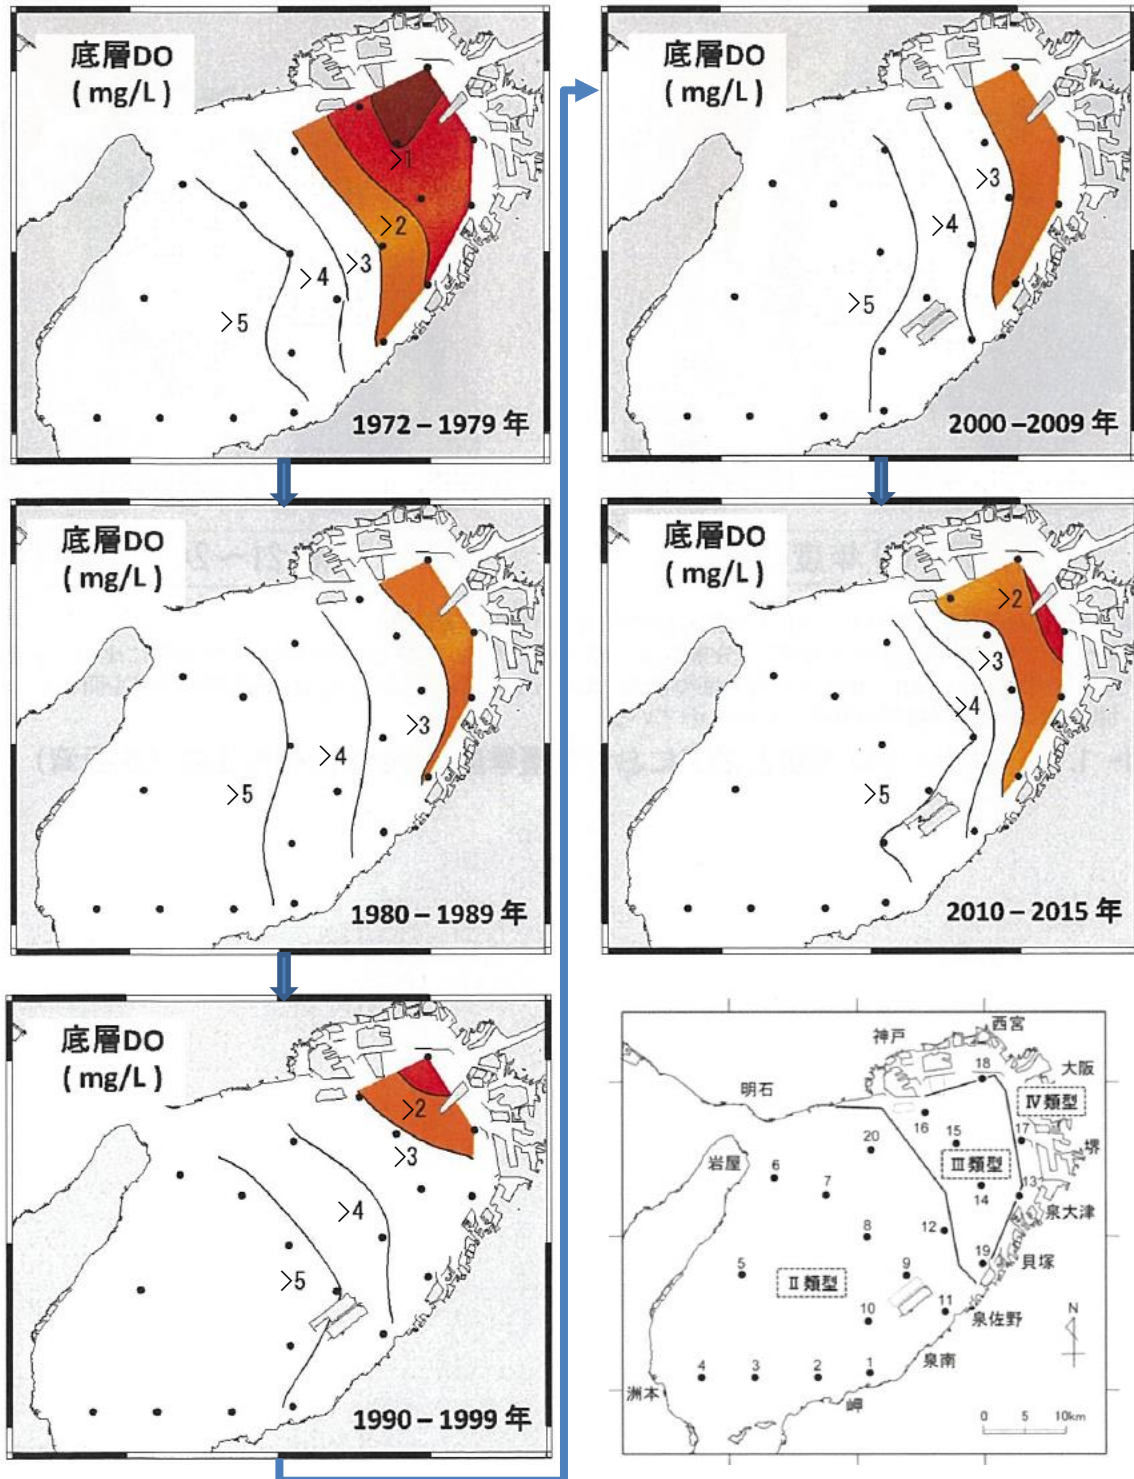 底層DO
( mg/L )
>1
>2
>3
>4
>5
1972 – 1979 年
底層DO
( mg/L )
>3
>4
>5
1980 – 1989 年
底層DO
( mg/L )
>2
>3
>4
>5
1990 – 1999 年
底層DO
( mg/L )
>3
>4
>5
2000 –2009 年
底層DO
( mg/L )
>2
>3
>4
>5
2010 – 2015 年
西宮
神戸
18
大阪
明石
Ⅳ類型
16
15
17
堺
20
Ⅲ類型
岩屋
6
7
14
13
泉大津
8
12
19
貝塚
5
Ⅱ類型
9
10
11
泉佐野
N
泉南
4
3
2
1
洲本
岬
0 5 10km